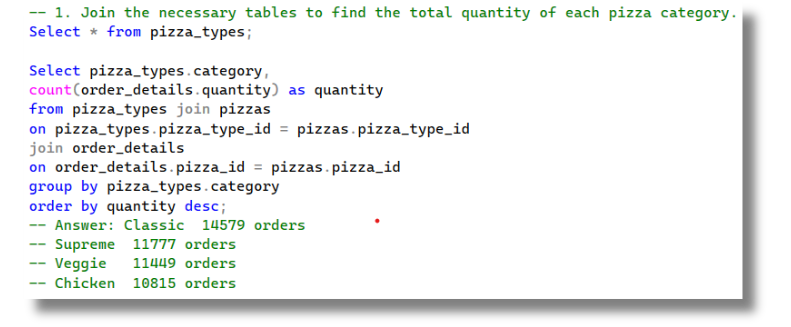 -- 1. Join the necessary tables to find the total quantity of each pizza category.
Select * from pizza_types;
Select pizza_types.category,
count(order_details.quantity) as quantity
from pizza_types join pizzas
on pizza_types.pizza_type_id = pizzas.pizza_type_id
join order_details
on order_details.pizza_id = pizzas.pizza_id
group by pizza_types.category
order by quantity desc;
-- Answer: Classic  14579 orders
-- Supreme  11777 orders
-- Veggie   11449 orders
-- Chicken  10815 orders